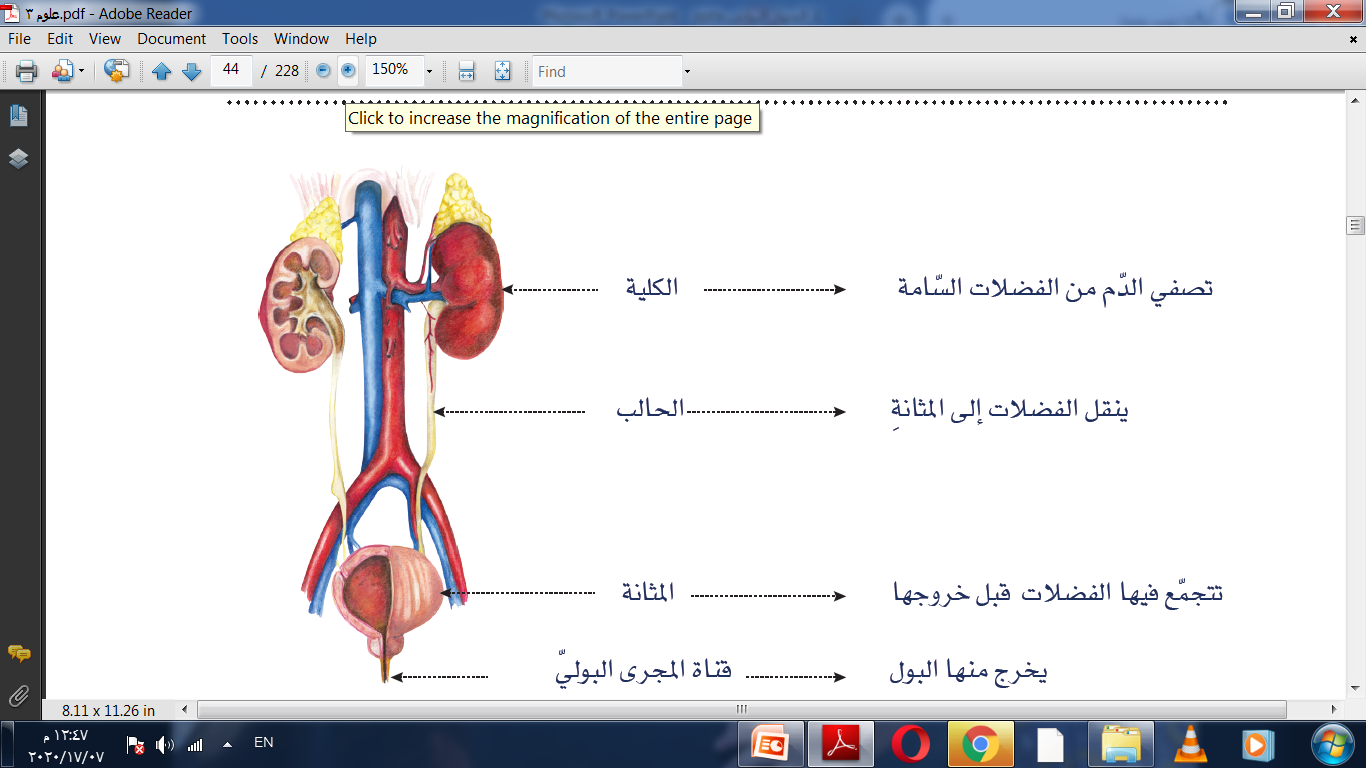 علوم ٣.pdf - Adobe Reader
File Edit View Document Tools Window Help
44 / 228 150% Find
Click to increase the magnification of the entire page
الكلية تصفي الدّم من الفضلات السّامة
الحالب ينقل الفضلات إلى المثانةِ
المثانة تتجمّع فيها الفضلات قبل خروجها
قناة المجرى البوليّ يخرج منها البول
8.11 x 11.26 in
EN
١٢:٤٧ م
٢٠٢٠/١٧/٠٧